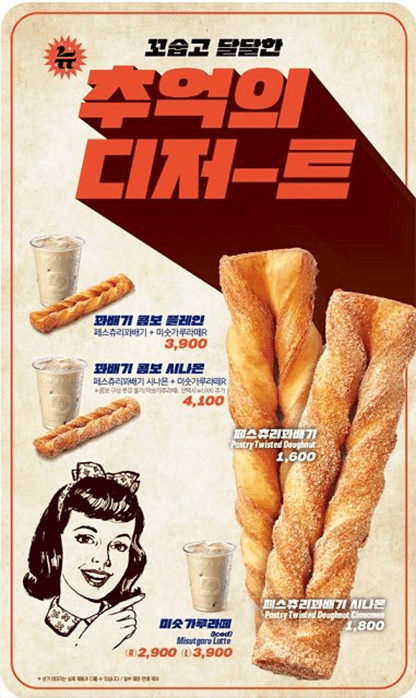 뉴
꼬숩고 달달한
추억의
디저-트
꽈배기 콤보 플레인
페스츄리꽈배기 + 미숫가루라떼R
3,900
꽈배기 콤보 시나몬
페스츄리꽈배기 시나몬 + 미숫가루라떼R
4,100
페스츄리꽈배기
Pastry Twisted Doughnut
1,600
페스츄리꽈배기 시나몬
Pastry Twisted Doughnut Cinnamon
1,800
미숫가루라떼
(Iced)
Misutgaru Latte
(R) 2,900 (L) 3,900